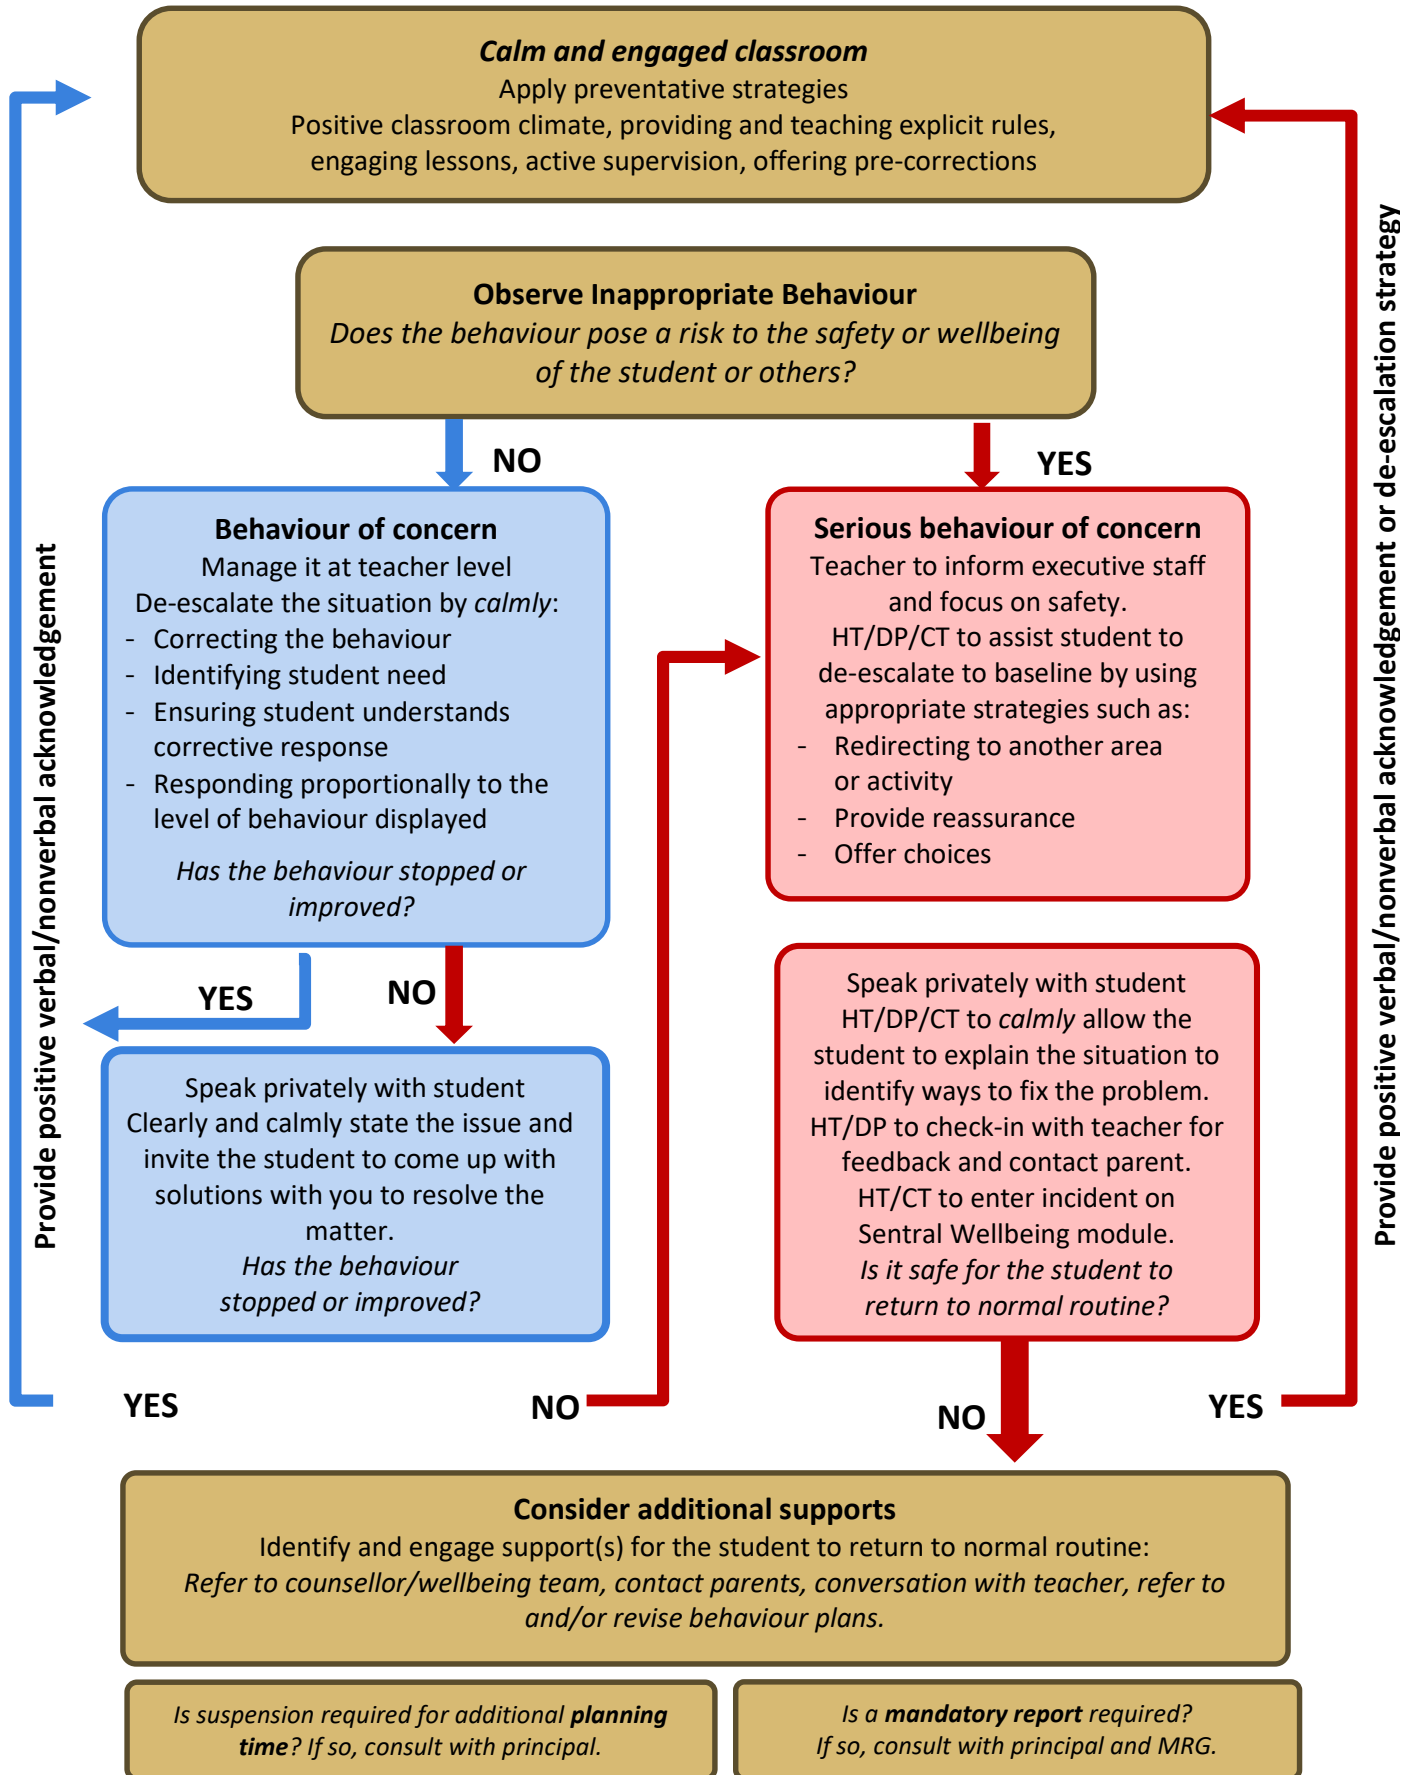 Calm and engaged classroom
Apply preventative strategies
Positive classroom climate, providing and teaching explicit rules,
engaging lessons, active supervision, offering pre-corrections
Observe Inappropriate Behaviour
Does the behaviour pose a risk to the safety or wellbeing
of the student or others?
NO
YES
Behaviour of concern
Manage it at teacher level
De-escalate the situation by calmly:
- Correcting the behaviour
- Identifying student need
- Ensuring student understands
corrective response
- Responding proportionally to the
level of behaviour displayed
Has the behaviour stopped or
improved?
Serious behaviour of concern
Teacher to inform executive staff
and focus on safety.
HT/DP/CT to assist student to
de-escalate to baseline by using
appropriate strategies such as:
- Redirecting to another area
or activity
- Provide reassurance
- Offer choices
YES
NO
Speak privately with student
Clearly and calmly state the issue and
invite the student to come up with
solutions with you to resolve the
matter.
Has the behaviour
stopped or improved?
Speak privately with student
HT/DP/CT to calmly allow the
student to explain the situation to
identify ways to fix the problem.
HT/DP to check-in with teacher for
feedback and contact parent.
HT/CT to enter incident on
Sentral Wellbeing module.
Is it safe for the student to
return to normal routine?
YES
NO
NO
YES
Provide positive verbal/nonverbal acknowledgement
Provide positive verbal/nonverbal acknowledgement or de-escalation strategy
Consider additional supports
Identify and engage support(s) for the student to return to normal routine:
Refer to counsellor/wellbeing team, contact parents, conversation with teacher, refer to
and/or revise behaviour plans.
Is suspension required for additional planning
time? If so, consult with principal.
Is a mandatory report required?
If so, consult with principal and MRG.